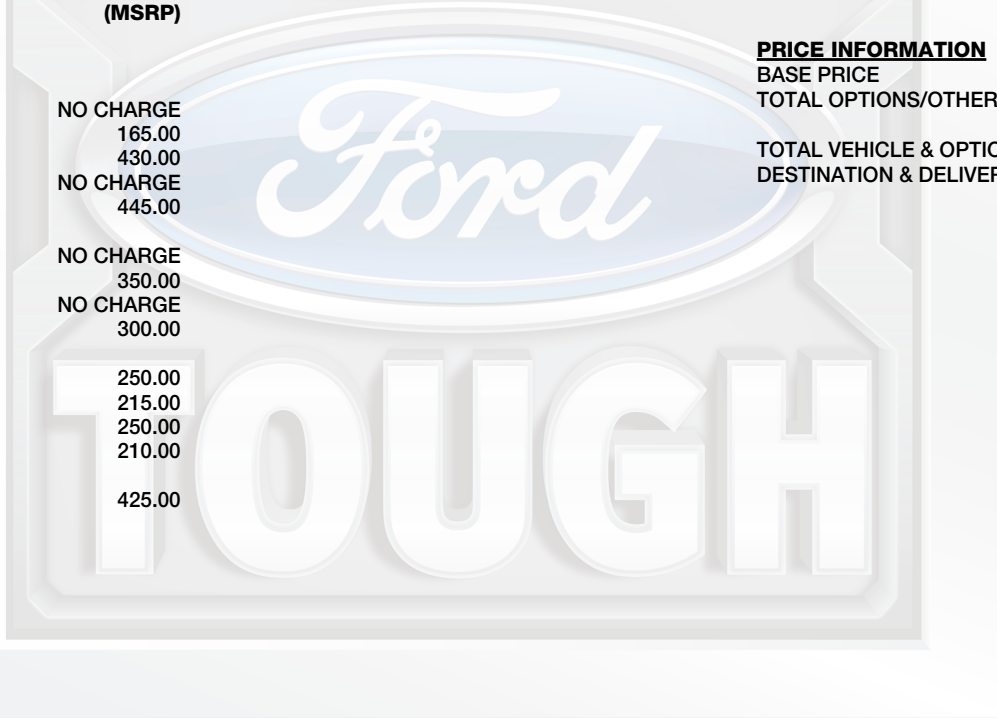 (MSRP)
NO CHARGE
165.00
430.00
NO CHARGE
445.00
NO CHARGE
350.00
NO CHARGE
300.00
250.00
215.00
250.00
210.00
425.00
PRICE INFORMATION
BASE PRICE
TOTAL OPTIONS/OTHER
TOTAL VEHICLE & OPTIO
DESTINATION & DELIVER
Ford
TOUGH